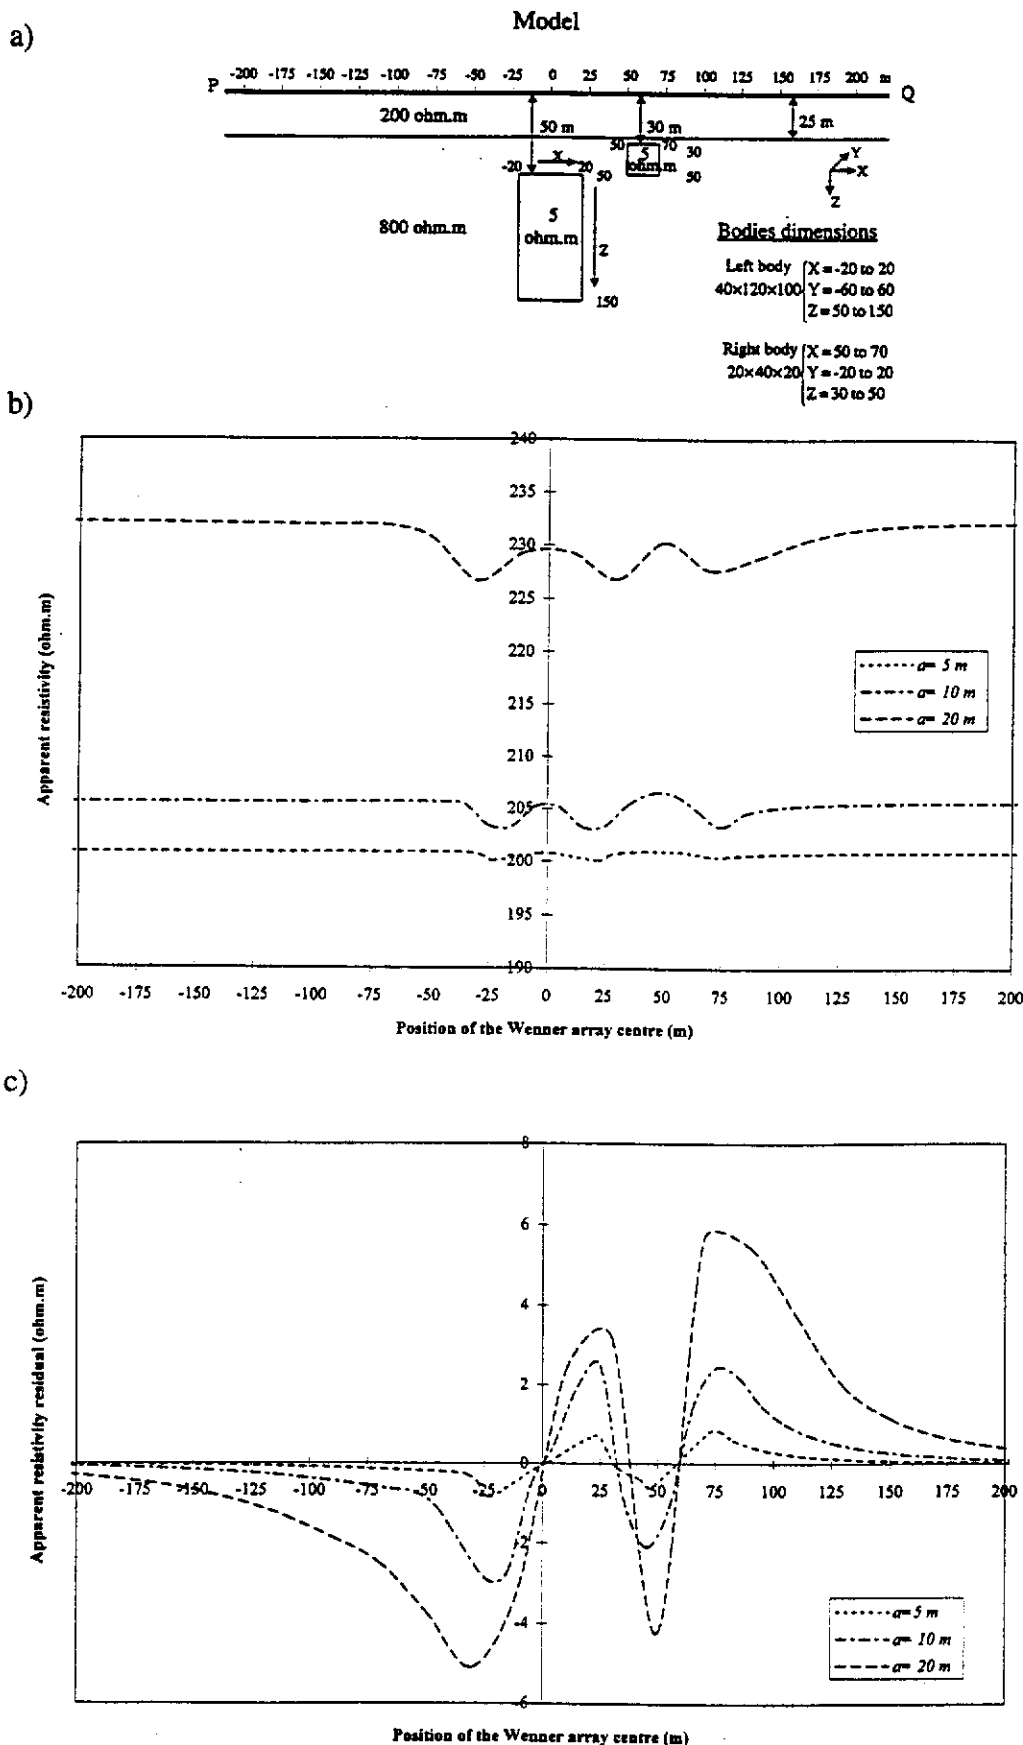 a)
Model
P -200 -175 -150 -125 -100 -75 -50 -25 0 25 50 75 100 125 150 175 200 m Q
200 ohm.m 50 m 30 m 25 m
50 70 30
5
ohm.m 50
-20 X 20 50
Y
X
Z
800 ohm.m
5
ohm.m
Z
150
Bodies dimensions
Left body
40×120×100
X = -20 to 20
Y = -60 to 60
Z = 50 to 150
Right body
20×40×20
X = 50 to 70
Y = -20 to 20
Z = 30 to 50
b)
Apparent resistivity (ohm.m)
240
235
230
225
220
215
210
205
200
195
190
a= 5 m
a= 10 m
a= 20 m
-200 -175 -150 -125 -100 -75 -50 -25 0 25 50 75 100 125 150 175 200
Position of the Wenner array centre (m)
c)
Apparent resistivity residual (ohm.m)
8
6
4
2
0
-2
-4
-6
-200 -175 -150 -125 -100 -75 -50 -25 0 25 50 75 100 125 150 175 200
a= 5 m
a= 10 m
a= 20 m
Position of the Wenner array centre (m)